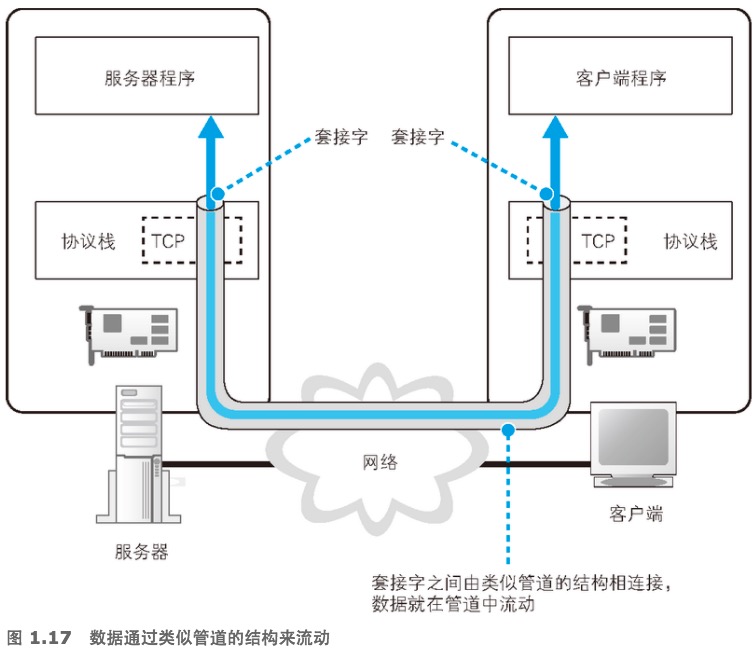 服务器程序
客户端程序
套接字
套接字
协议栈
TCP
TCP
协议栈
网络
服务器
客户端
套接字之间由类似管道的结构相连接，
数据就在管道中流动
图 1.17 数据通过类似管道的结构来流动